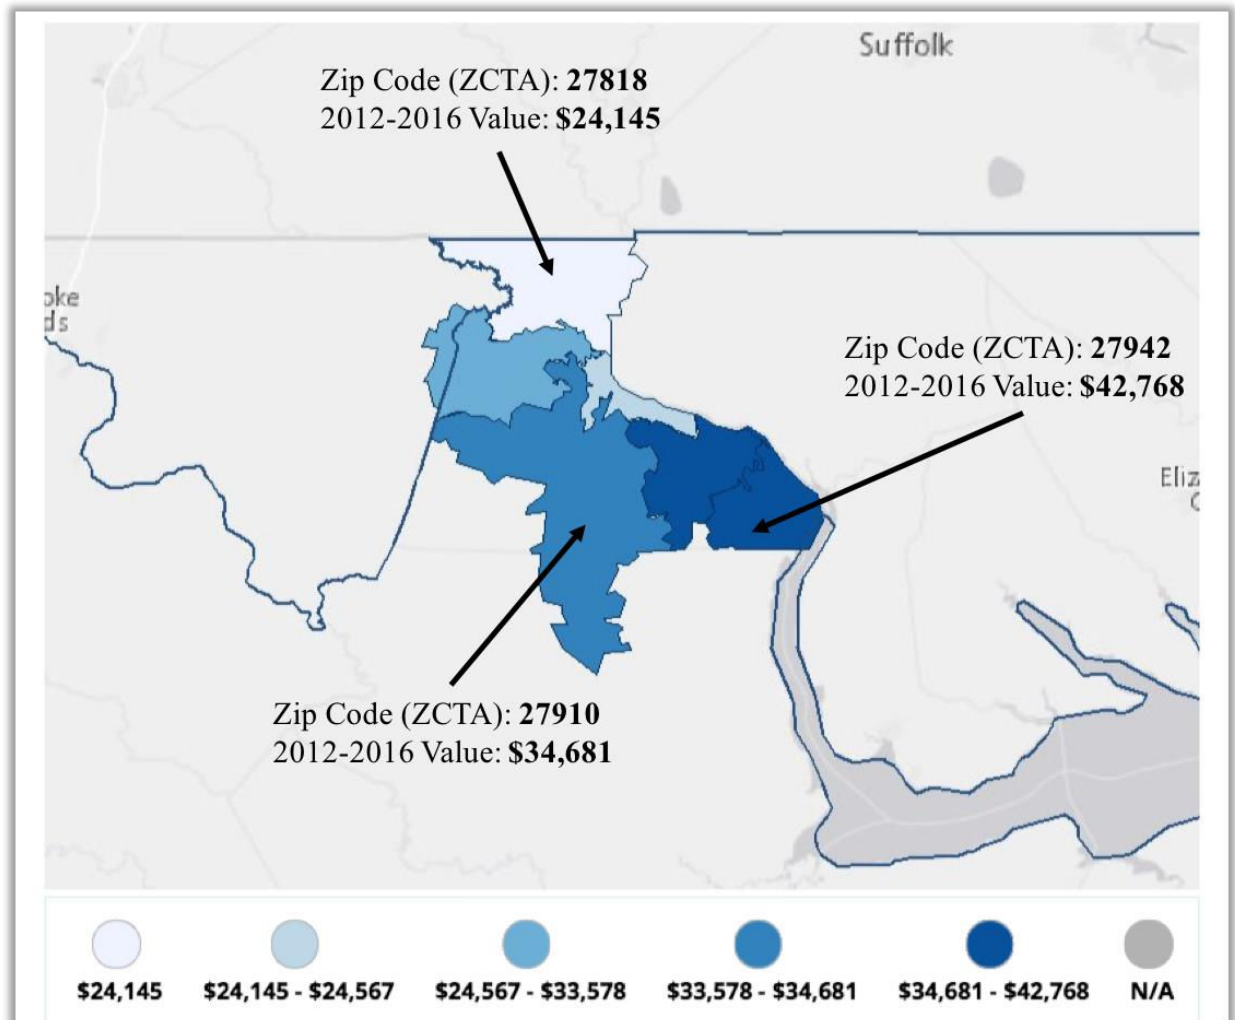 Suffolk
Zip Code (ZCTA): 27818
2012-2016 Value: $24,145
oke
ds
Zip Code (ZCTA): 27942
2012-2016 Value: $42,768
Eliz
C
Zip Code (ZCTA): 27910
2012-2016 Value: $34,681
$24,145
$24,145 - $24,567
$24,567 - $33,578
$33,578 - $34,681
$34,681 - $42,768
N/A